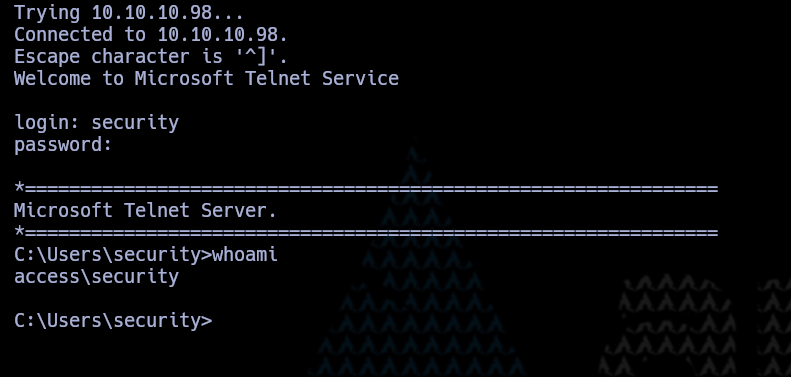 Trying 10.10.10.98...
Connected to 10.10.10.98.
Escape character is '^]'.
Welcome to Microsoft Telnet Service
login: security
password:
*===============================================================
Microsoft Telnet Server.
*===============================================================
C:\Users\security>whoami
access\security
C:\Users\security>